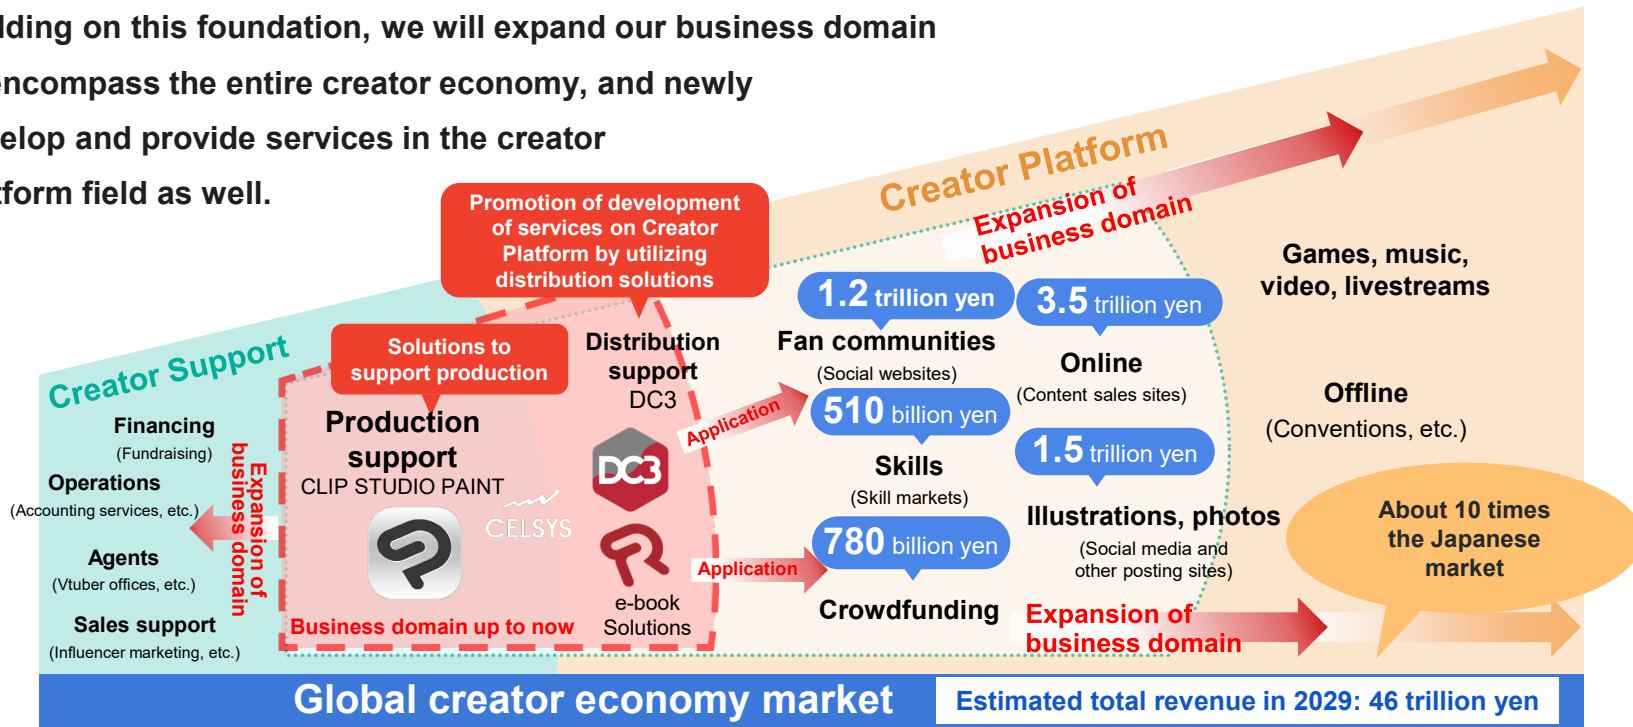 lding on this foundation, we will expand our business domain
encompass the entire creator economy, and newly
elop and provide services in the creator
tform field as well.
Creator Platform
Expansion of
business domain
Promotion of development
of services on Creator
Platform by utilizing
distribution solutions
Creator Support
Solutions to
support production
Financing
(Fundraising)
Operations
(Accounting services, etc.)
Agents
(Vtuber offices, etc.)
Sales support
(Influencer marketing, etc.)
Expansion of
business domain
Production
support
CLIP STUDIO PAINT
CELSYS
Business domain up to now
Distribution
support
DC3
DC3
e-book
Solutions
Application
Application
1.2 trillion yen
Fan communities
(Social websites)
510 billion yen
Skills
(Skill markets)
780 billion yen
Crowdfunding
3.5 trillion yen
Online
(Content sales sites)
1.5 trillion yen
Illustrations, photos
(Social media and
other posting sites)
Expansion of
business domain
Games, music,
video, livestreams
Offline
(Conventions, etc.)
About 10 times
the Japanese
market
Global creator economy market
Estimated total revenue in 2029: 46 trillion yen